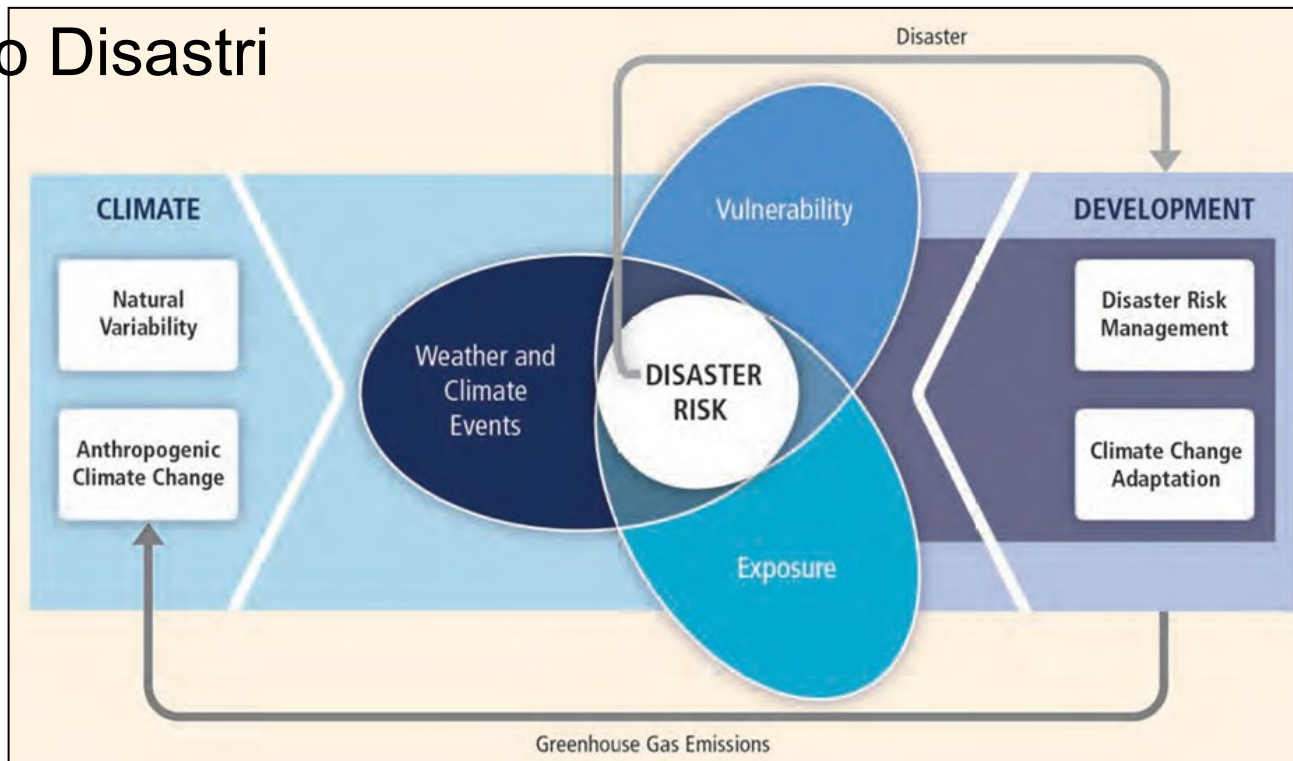 o Disastri
Disaster
CLIMATE
Natural
Variability
Anthropogenic
Climate Change
Weather and
Climate
Events
Vulnerability
DISASTER
RISK
Exposure
DEVELOPMENT
Disaster Risk
Management
Climate Change
Adaptation
Greenhouse Gas Emissions